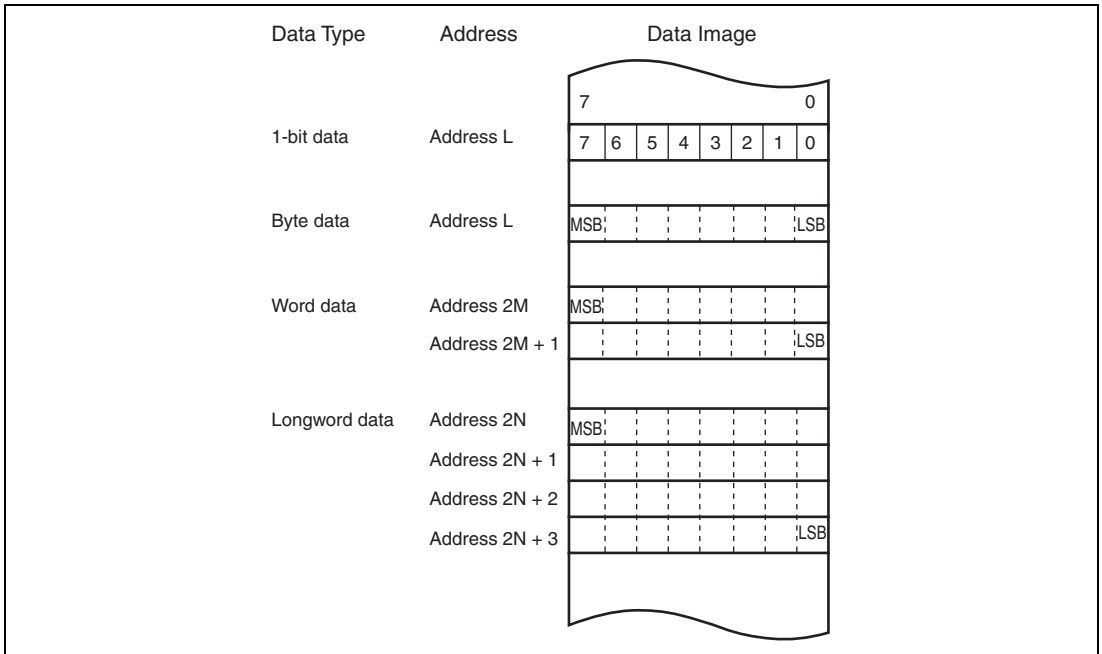 Data Type Address Data Image
7 0
1-bit data Address L 7 6 5 4 3 2 1 0
Byte data Address L MSB LSB
Word data Address 2M MSB
Address 2M + 1 LSB
Longword data Address 2N MSB
Address 2N + 1
Address 2N + 2
Address 2N + 3 LSB